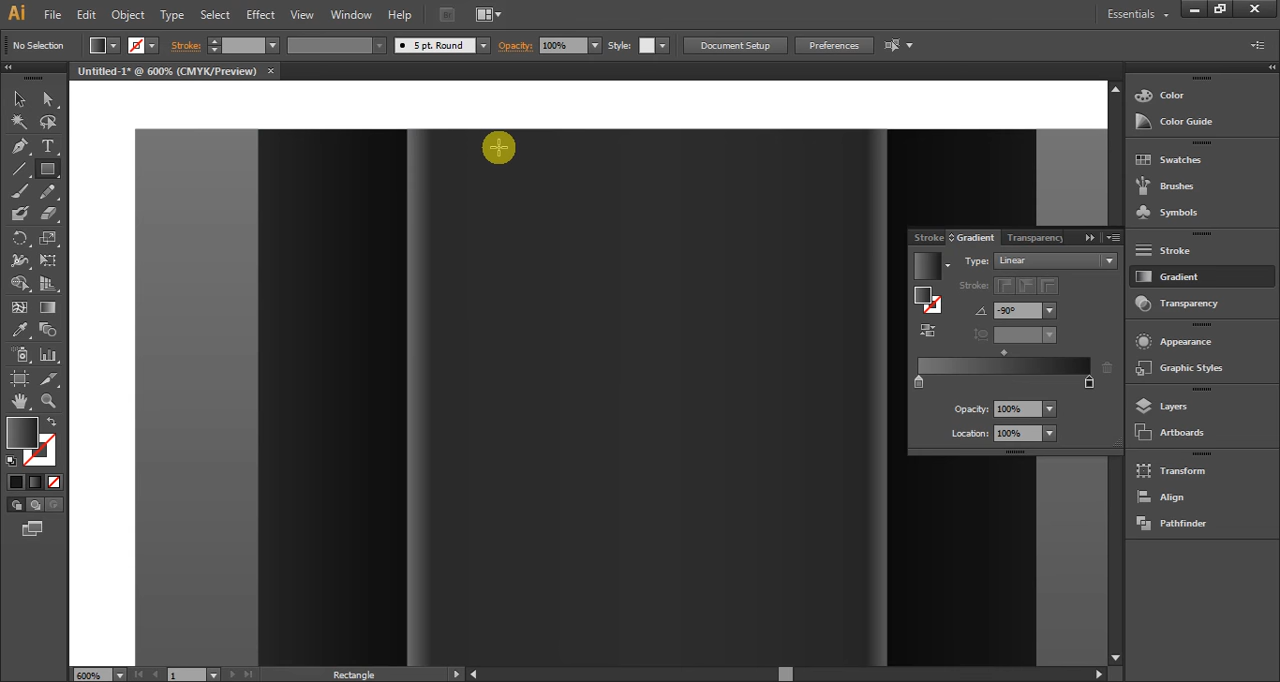 Ai File Edit Object Type Select Effect View Window Help Essentials
No Selection Stroke: 5 pt. Round Opacity: 100% Style: Document Setup Preferences
Untitled-1* @ 600% (CMYK/Preview) ×
Color
Color Guide
Swatches
Brushes
Symbols
Stroke Gradient Transparency
Type: Linear
Stroke:
-90°
Opacity: 100%
Location: 100%
Stroke
Gradient
Transparency
Appearance
Graphic Styles
Layers
Artboards
Transform
Align
Pathfinder
T
600% 1 Rectangle